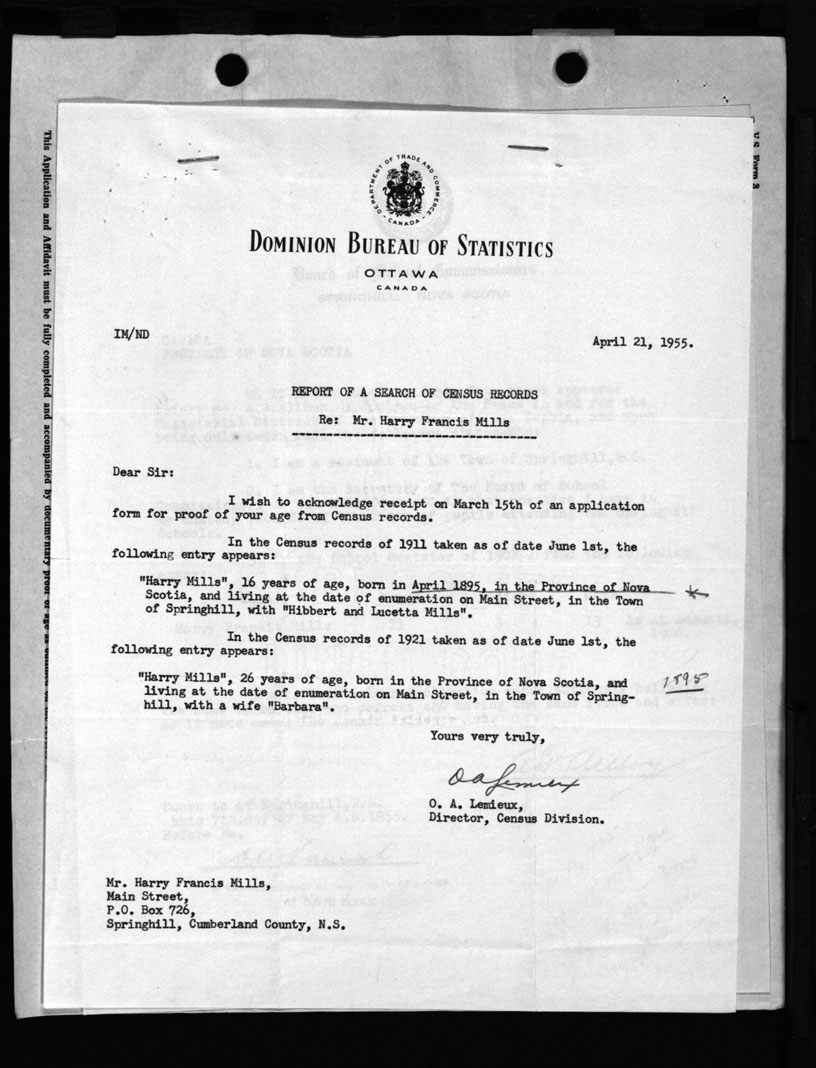 DEPARTMENT OF TRADE AND COMMERCE
CANADA
DOMINION BUREAU OF STATISTICS
OTTAWA
CANADA
IM/ND
April 21, 1955.
REPORT OF A SEARCH OF CENSUS RECORDS
Re: Mr. Harry Francis Mills
Dear Sir:
I wish to acknowledge receipt on March 15th of an application
form for proof of your age from Census records.
In the Census records of 1911 taken as of date June 1st, the
following entry appears:
"Harry Mills", 16 years of age, born in April 1895, in the Province of Nova
Scotia, and living at the date of enumeration on Main Street, in the Town
of Springhill, with "Hibbert and Lucetta Mills".
In the Census records of 1921 taken as of date June 1st, the
following entry appears:
"Harry Mills", 26 years of age, born in the Province of Nova Scotia, and
living at the date of enumeration on Main Street, in the Town of Spring-
hill, with a wife "Barbara".
1895
Yours very truly,
O A Lemieux
O. A. Lemieux,
Director, Census Division.
Mr. Harry Francis Mills,
Main Street,
P.O. Box 726,
Springhill, Cumberland County, N.S.
This Application and Affidavit must be fully completed and accompanied by documentary proof of age
V.S. Form 3